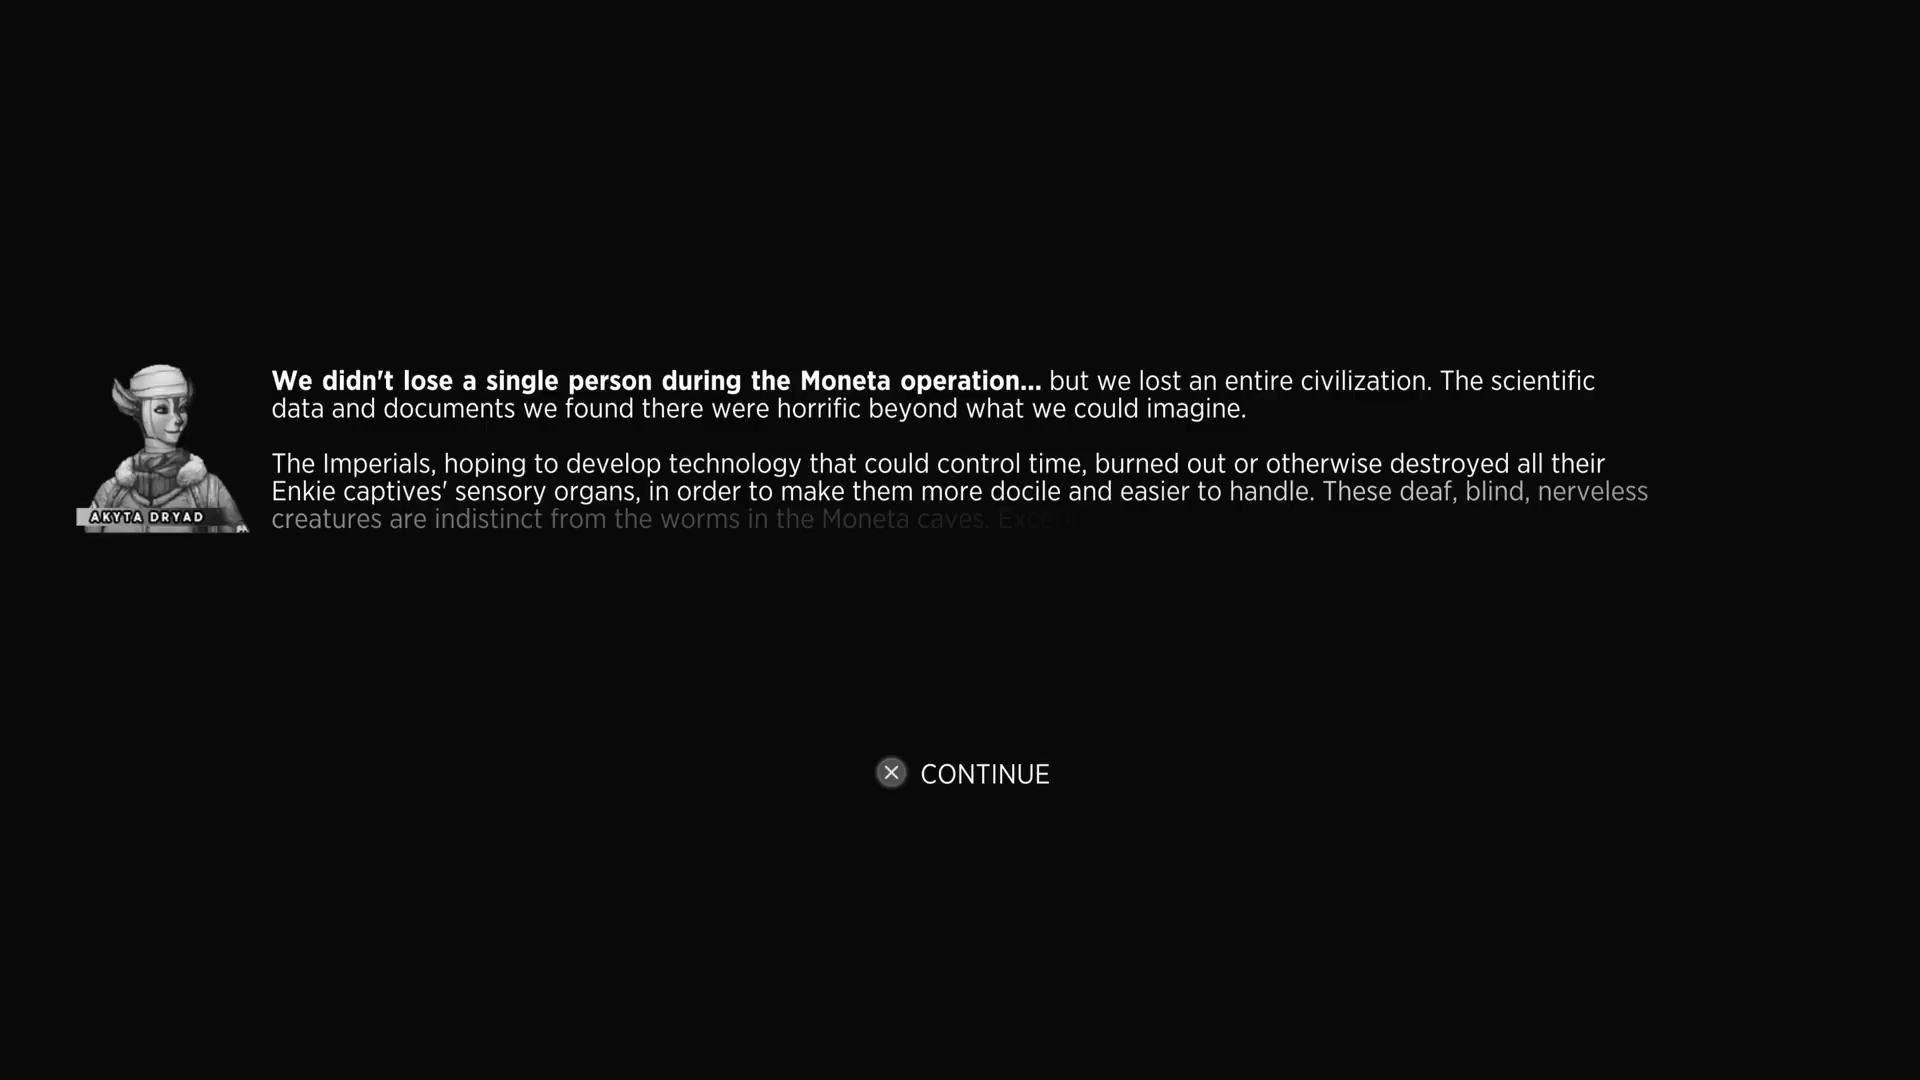 We didn't lose a single person during the Moneta operation... but we lost an entire civilization. The scientific
data and documents we found there were horrific beyond what we could imagine.
The Imperials, hoping to develop technology that could control time, burned out or otherwise destroyed all their
Enkie captives' sensory organs, in order to make them more docile and easier to handle. These deaf, blind, nerveless
creatures are indistinct from the worms in the Moneta caves.
AKYTA DRYAD
CONTINUE